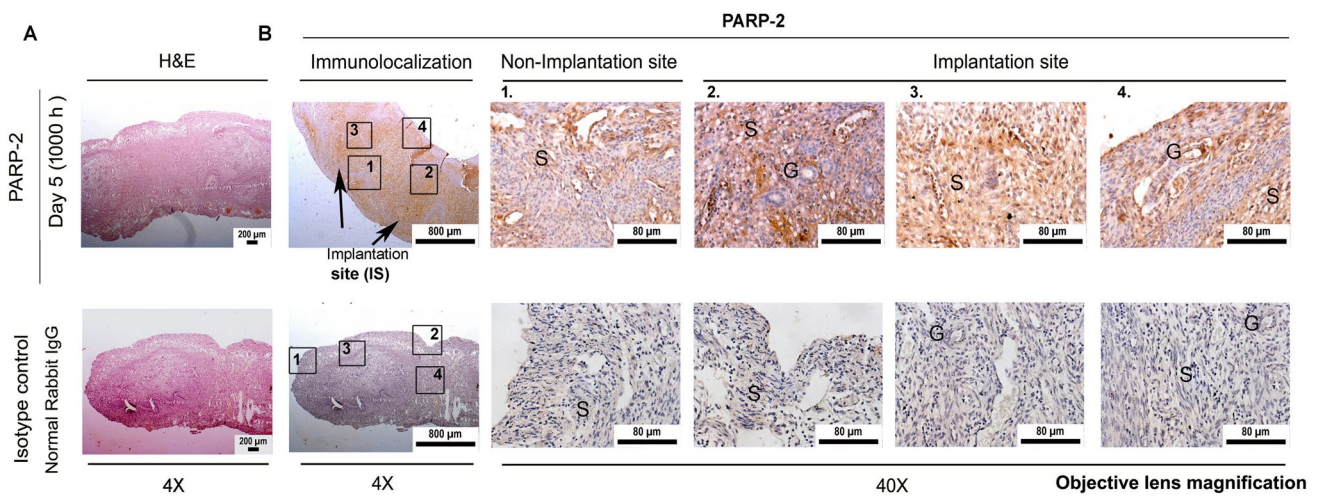 A
B
PARP-2
H&E
Immunolocalization
Non-Implantation site
Implantation site
PARP-2
Day 5 (1000 h)
1.
2.
3.
4.
3
4
1
2
S
S
G
S
G
S
200 µm
800 µm
80 µm
80 µm
80 µm
80 µm
Implantation
site (IS)
Isotype control
Normal Rabbit IgG
1
3
2
4
S
S
G
G
S
200 µm
800 µm
80 µm
80 µm
80 µm
80 µm
4X
4X
40X
Objective lens magnification